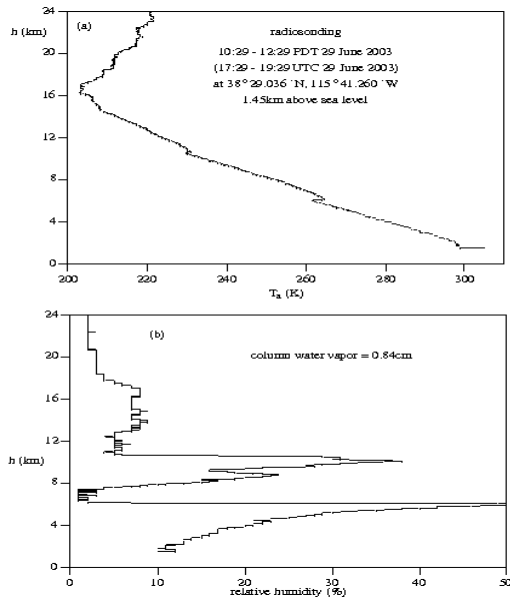 24
h (km)
(a)
radiosonding
10:29 - 12:29 PDT 29 June 2003
(17:29 - 19:29 UTC 29 June 2003)
at 38°29.036´N, 115°41.260´W
1.45km above sea level
20
16
12
8
4
0
200
220
240
260
280
300
Ta (K)
24
(b)
column water vapor = 0.84cm
20
16
12
h (km)
8
4
0
0
10
20
30
40
50
relative humidity (%)